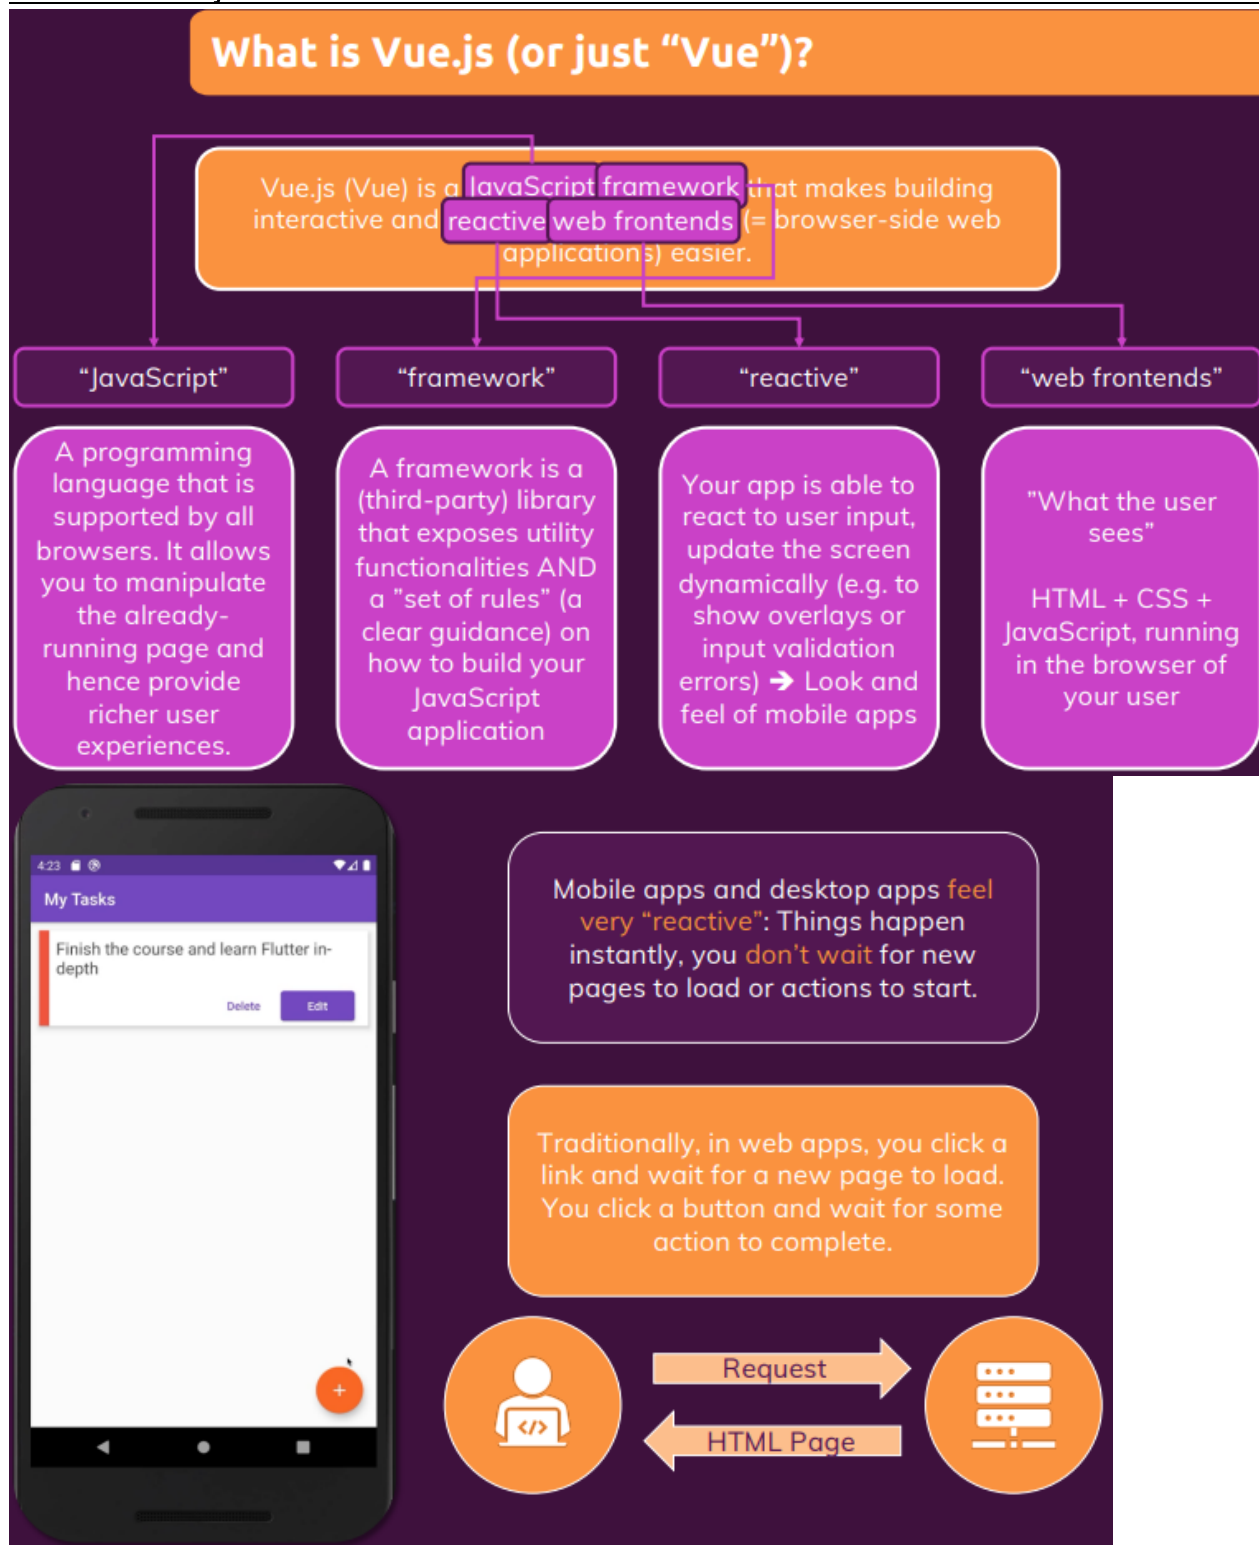 What is Vue.js (or just “Vue”)?
Vue.js (Vue) is a JavaScript framework that makes building
interactive and reactive web frontends (= browser-side web
applications) easier.
“JavaScript”
“framework”
“reactive”
“web frontends”
A programming
language that is
supported by all
browsers. It allows
you to manipulate
the already-
running page and
hence provide
richer user
experiences.
A framework is a
(third-party) library
that exposes utility
functionalities AND
a ”set of rules” (a
clear guidance) on
how to build your
JavaScript
application
Your app is able to
react to user input,
update the screen
dynamically (e.g. to
show overlays or
input validation
errors) ➔ Look and
feel of mobile apps
”What the user
sees”
HTML + CSS +
JavaScript, running
in the browser of
your user
4:23
My Tasks
Finish the course and learn Flutter in-
depth
Delete
Edit
+
Mobile apps and desktop apps feel
very “reactive”: Things happen
instantly, you don’t wait for new
pages to load or actions to start.
Traditionally, in web apps, you click a
link and wait for a new page to load.
You click a button and wait for some
action to complete.
</>
Request
HTML Page